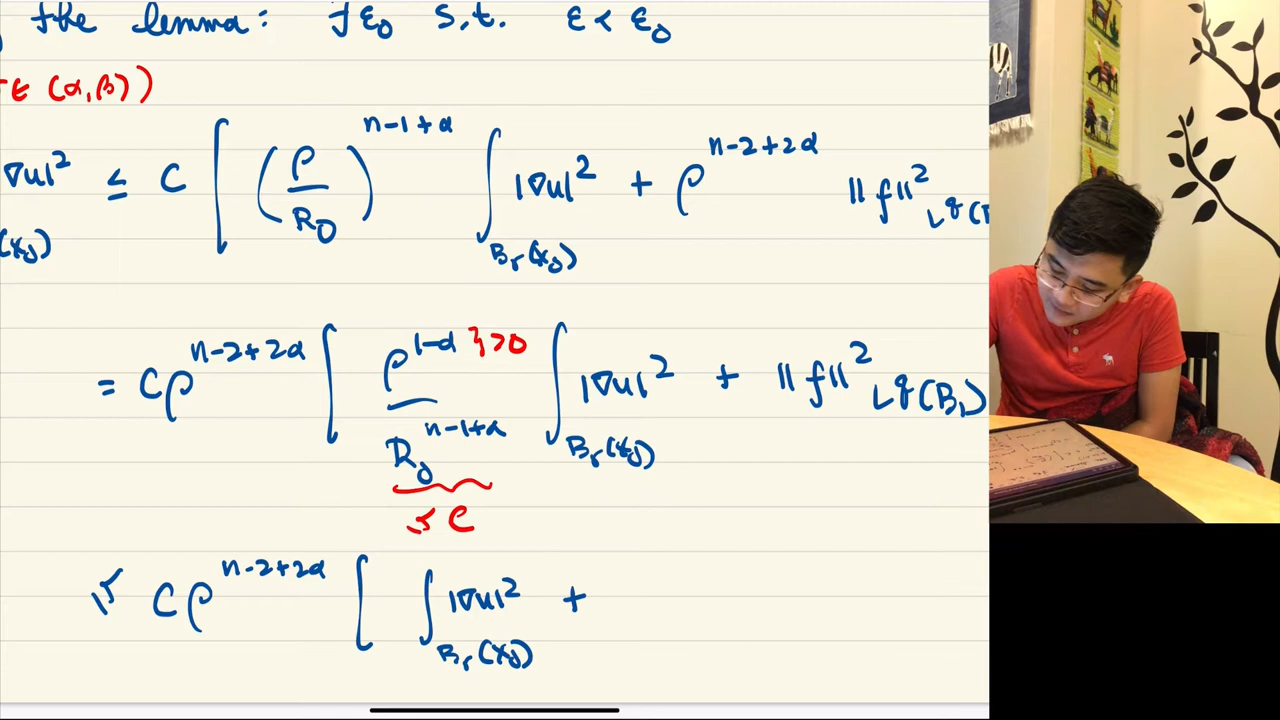 the lemma: ∃ε₀ s.t. ε < ε₀
∈ (α,β))
∇u|² ≤ C [ (ρ/R₀)^{n-1+α} ∫_{B_r(x₀)} |∇u|² + ρ^{n-2+2α} ||f||²_{L^q(B
(x₀)
= Cρ^{n-2+2α} [ ρ^{1-α} }>0 / R₀^{n-1+α} ∫_{B_r(x₀)} |∇u|² + ||f||²_{L^q(B₁)
≤ C
≤ Cρ^{n-2+2α} [ ∫_{B_r(x₀)} |∇u|² +